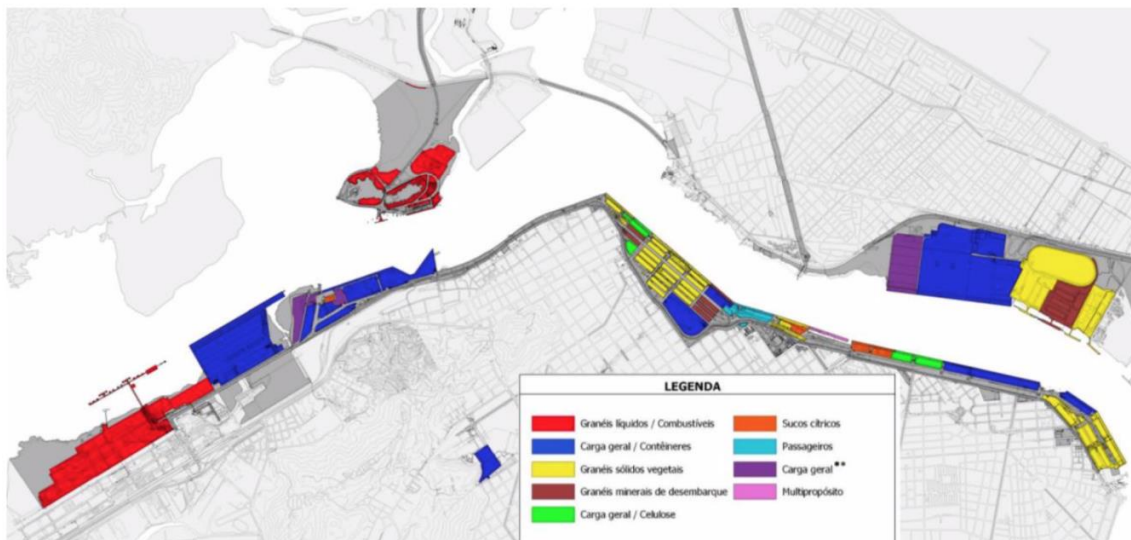 LEGENDA
Granéis líquidos / Combustíveis
Sucos cítricos
Carga geral / Contêineres
Passageiros
Granéis sólidos vegetais
Carga geral **
Granéis minerais de desembarque
Multipropósito
Carga geral / Celulose